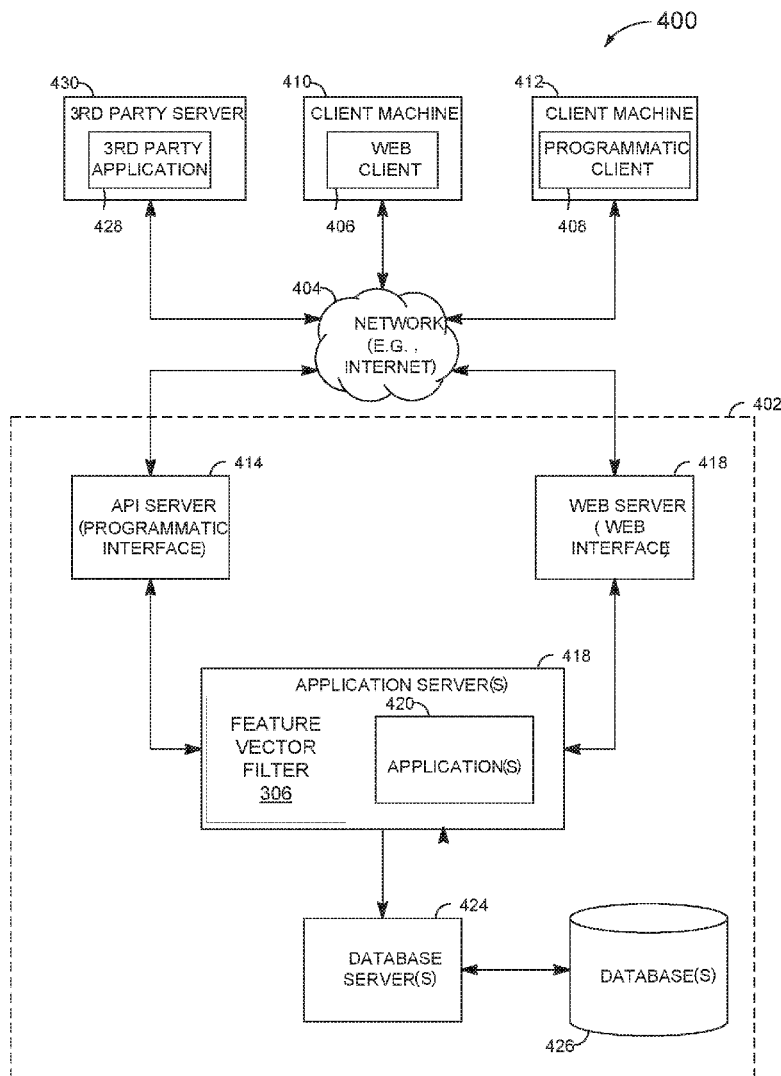 400
430
410
412
3RD PARTY SERVER
3RD PARTY
APPLICATION
428
CLIENT MACHINE
WEB
CLIENT
406
CLIENT MACHINE
PROGRAMMATIC
CLIENT
408
404
NETWORK
(E.G. ,
INTERNET)
402
414
API SERVER
(PROGRAMMATIC
INTERFACE)
418
WEB SERVER
( WEB
INTERFACE)
418
APPLICATION SERVER(S)
FEATURE
VECTOR
FILTER
306
420
APPLICATION(S)
424
DATABASE
SERVER(S)
DATABASE(S)
426